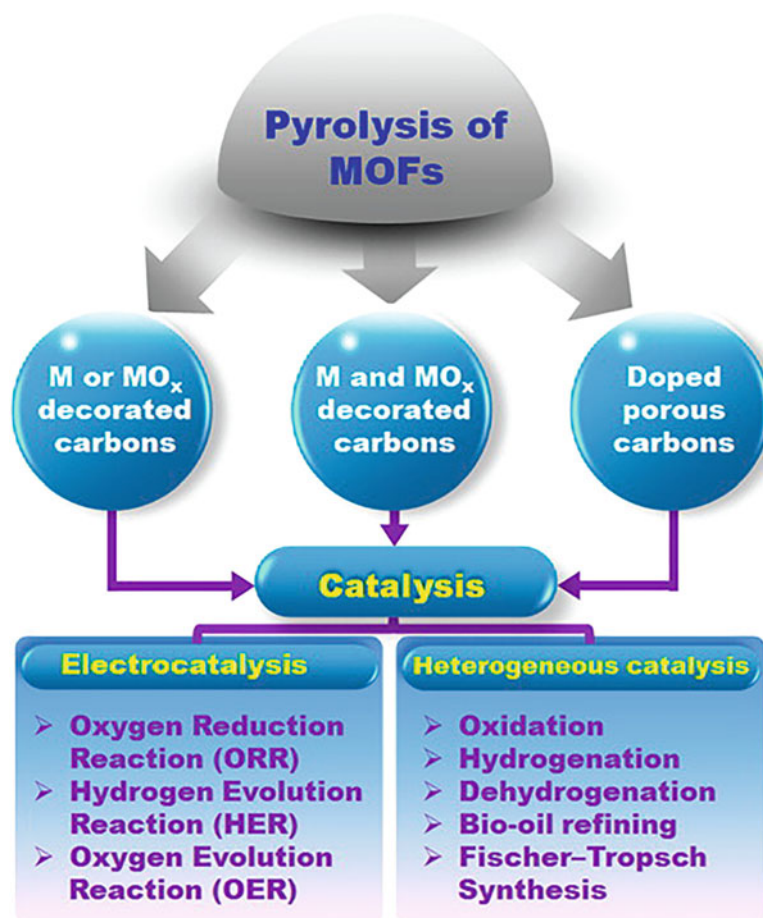 Pyrolysis of
MOFs
M or MOₓ
decorated
carbons
M and MOₓ
decorated
carbons
Doped
porous
carbons
Catalysis
Electrocatalysis
➢ Oxygen Reduction
Reaction (ORR)
➢ Hydrogen Evolution
Reaction (HER)
➢ Oxygen Evolution
Reaction (OER)
Heterogeneous catalysis
➢ Oxidation
➢ Hydrogenation
➢ Dehydrogenation
➢ Bio-oil refining
➢ Fischer–Tropsch
Synthesis